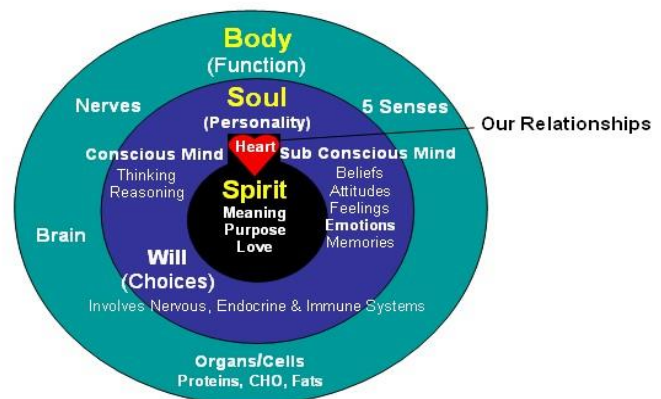 Body
(Function)
Nerves
Soul
5 Senses
(Personality)
Our Relationships
Heart
Conscious Mind
Sub Conscious Mind
Thinking
Reasoning
Beliefs
Attitudes
Feelings
Emotions
Memories
Spirit
Meaning
Purpose
Love
Brain
Will
(Choices)
Involves Nervous, Endocrine & Immune Systems
Organs/Cells
Proteins, CHO, Fats